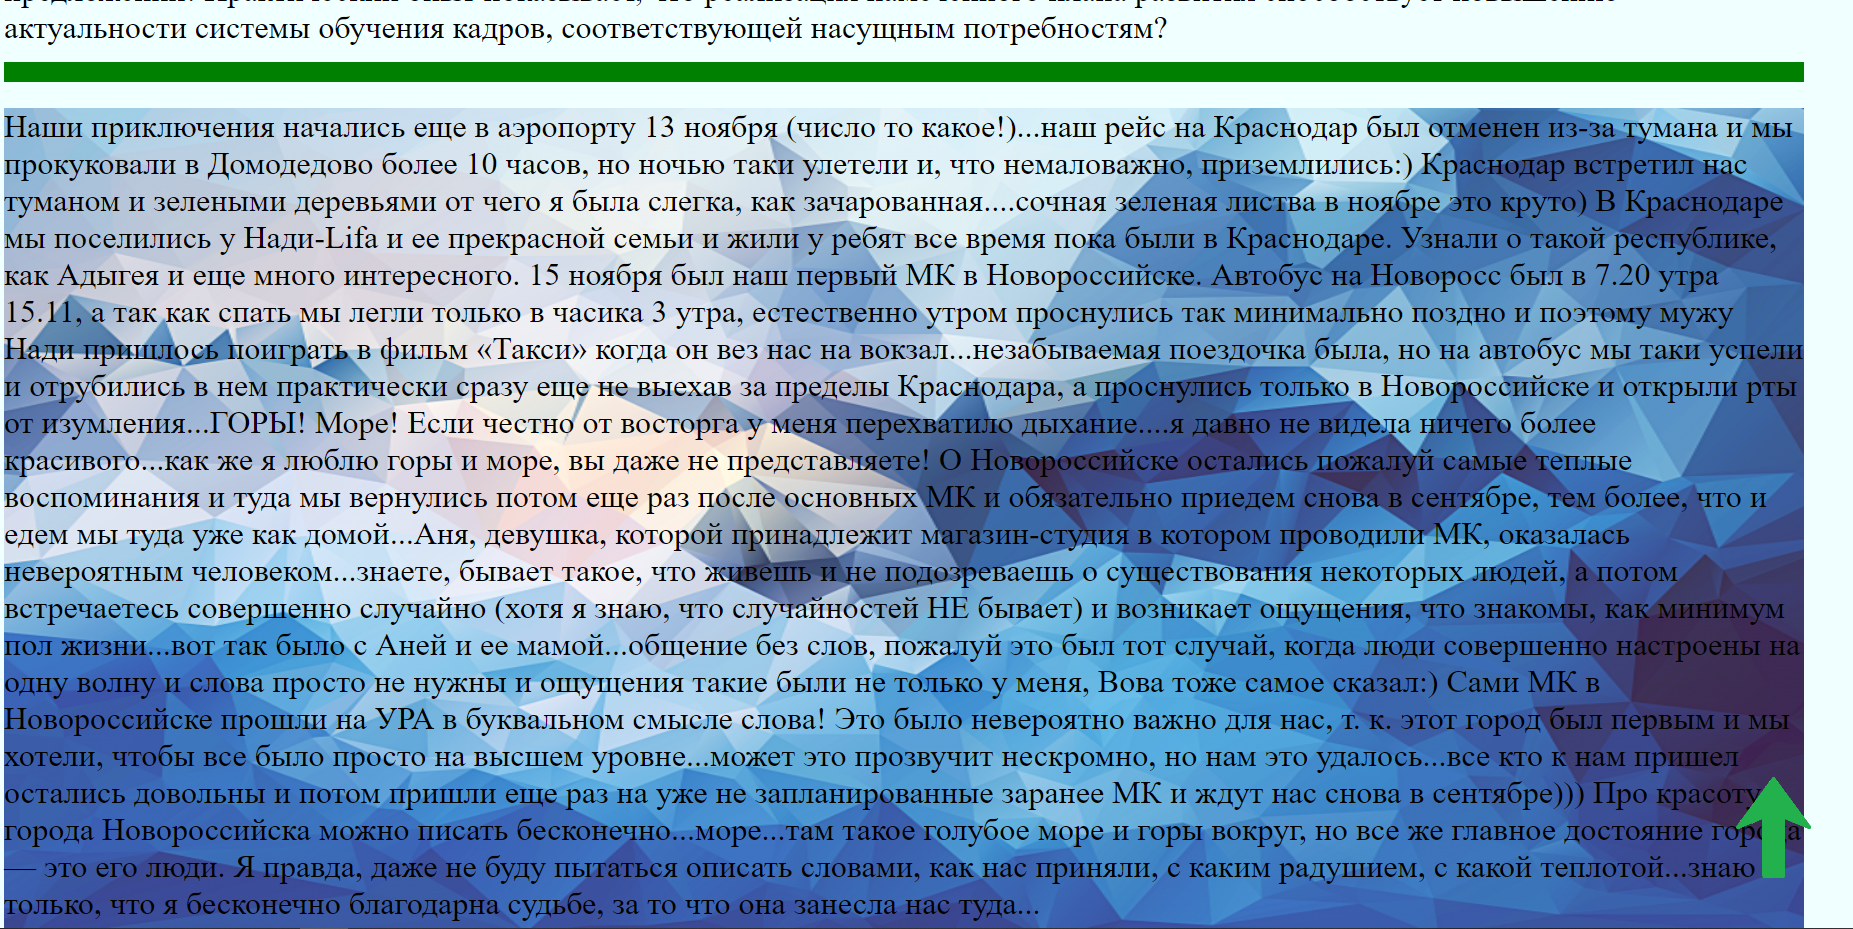 актуальности системы обучения кадров, соответствующей насущным потребностям?
Наши приключения начались еще в аэропорту 13 ноября (число то какое!)...наш рейс на Краснодар был отменен из-за тумана и мы
прокуковали в Домодедово более 10 часов, но ночью таки улетели и, что немаловажно, приземлились:) Краснодар встретил нас
туманом и зелеными деревьями от чего я была слегка, как зачарованная....сочная зеленая листва в ноябре это круто) В Краснодаре
мы поселились у Нади-Lifa и ее прекрасной семьи и жили у ребят все время пока были в Краснодаре. Узнали о такой республике,
как Адыгея и еще много интересного. 15 ноября был наш первый МК в Новороссийске. Автобус на Новоросс был в 7.20 утра
15.11, а так как спать мы легли только в часика 3 утра, естественно утром проснулись так минимально поздно и поэтому мужу
Нади пришлось поиграть в фильм «Такси» когда он вез нас на вокзал...незабываемая поездочка была, но на автобус мы таки успели
и отрубились в нем практически сразу еще не выехав за пределы Краснодара, а проснулись только в Новороссийске и открыли рты
от изумления...ГОРЫ! Море! Если честно от восторга у меня перехватило дыхание....я давно не видела ничего более
красивого...как же я люблю горы и море, вы даже не представляете! О Новороссийске остались пожалуй самые теплые
воспоминания и туда мы вернулись потом еще раз после основных МК и обязательно приедем снова в сентябре, тем более, что и
едем мы туда уже как домой...Аня, девушка, которой принадлежит магазин-студия в котором проводили МК, оказалась
невероятным человеком...знаете, бывает такое, что живешь и не подозреваешь о существования некоторых людей, а потом
встречаетесь совершенно случайно (хотя я знаю, что случайностей НЕ бывает) и возникает ощущения, что знакомы, как минимум
пол жизни...вот так было с Аней и ее мамой...общение без слов, пожалуй это был тот случай, когда люди совершенно настроены на
одну волну и слова просто не нужны и ощущения такие были не только у меня, Вова тоже самое сказал:) Сами МК в
Новороссийске прошли на УРА в буквальном смысле слова! Это было невероятно важно для нас, т. к. этот город был первым и мы
хотели, чтобы все было просто на высшем уровне...может это прозвучит нескромно, но нам это удалось...все кто к нам пришел
остались довольны и потом пришли еще раз на уже не запланированные заранее МК и ждут нас снова в сентябре))) Про красоту
города Новороссийска можно писать бесконечно...море...там такое голубое море и горы вокруг, но все же главное достояние города
— это его люди. Я правда, даже не буду пытаться описать словами, как нас приняли, с каким радушием, с какой теплотой...знаю
только, что я бесконечно благодарна судьбе, за то что она занесла нас туда...